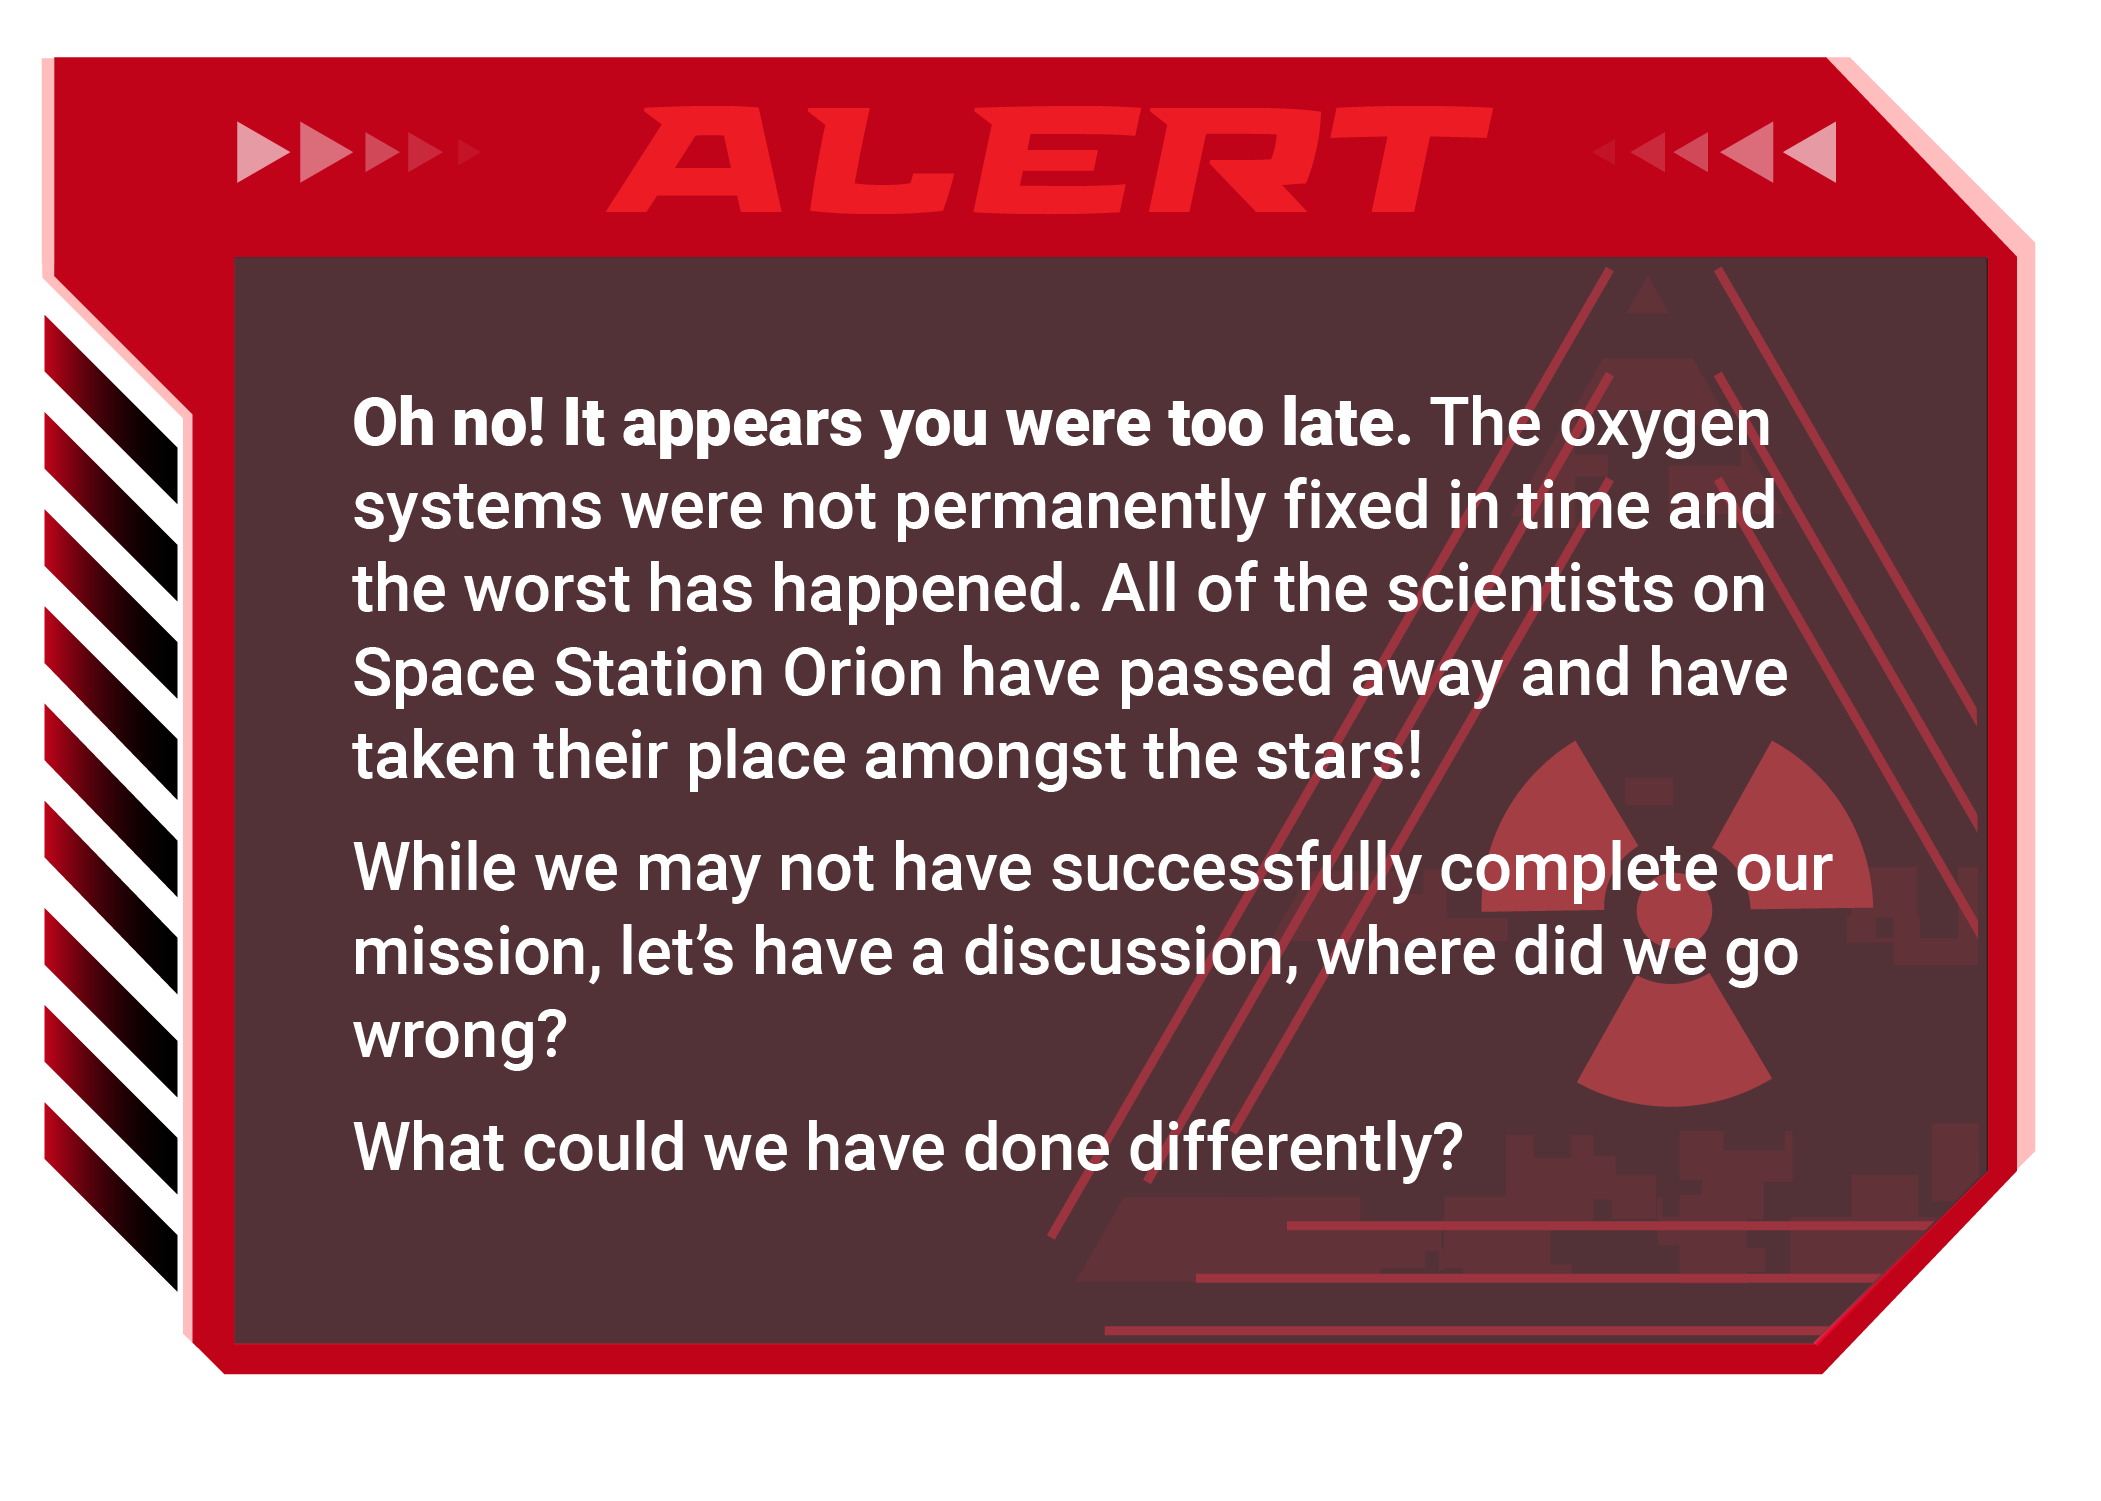 ALERT
Oh no! It appears you were too late. The oxygen
systems were not permanently fixed in time and
the worst has happened. All of the scientists on
Space Station Orion have passed away and have
taken their place amongst the stars!
While we may not have successfully complete our
mission, let’s have a discussion, where did we go
wrong?
What could we have done differently?